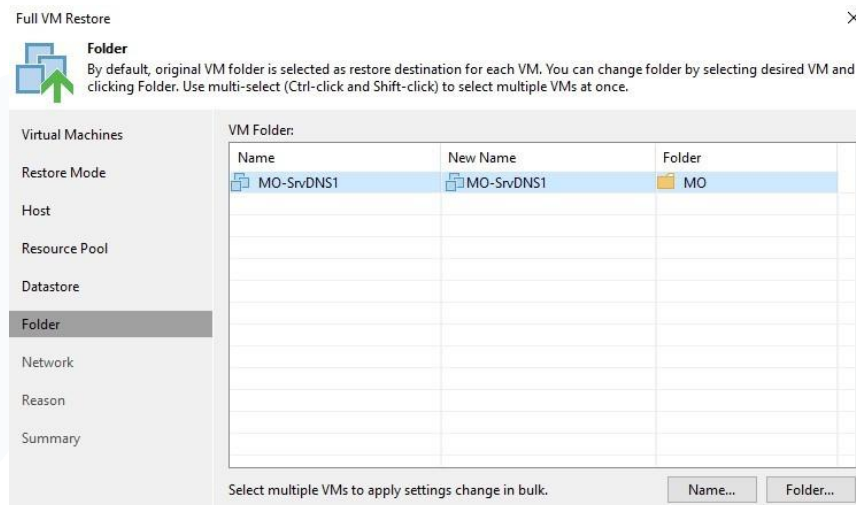 Full VM Restore
Folder
By default, original VM folder is selected as restore destination for each VM. You can change folder by selecting desired VM and
clicking Folder. Use multi-select (Ctrl-click and Shift-click) to select multiple VMs at once.
Virtual Machines
Restore Mode
Host
Resource Pool
Datastore
Folder
Network
Reason
Summary
VM Folder:
Name New Name Folder
MO-SrvDNS1 MO-SrvDNS1 MO
Select multiple VMs to apply settings change in bulk. Name... Folder...